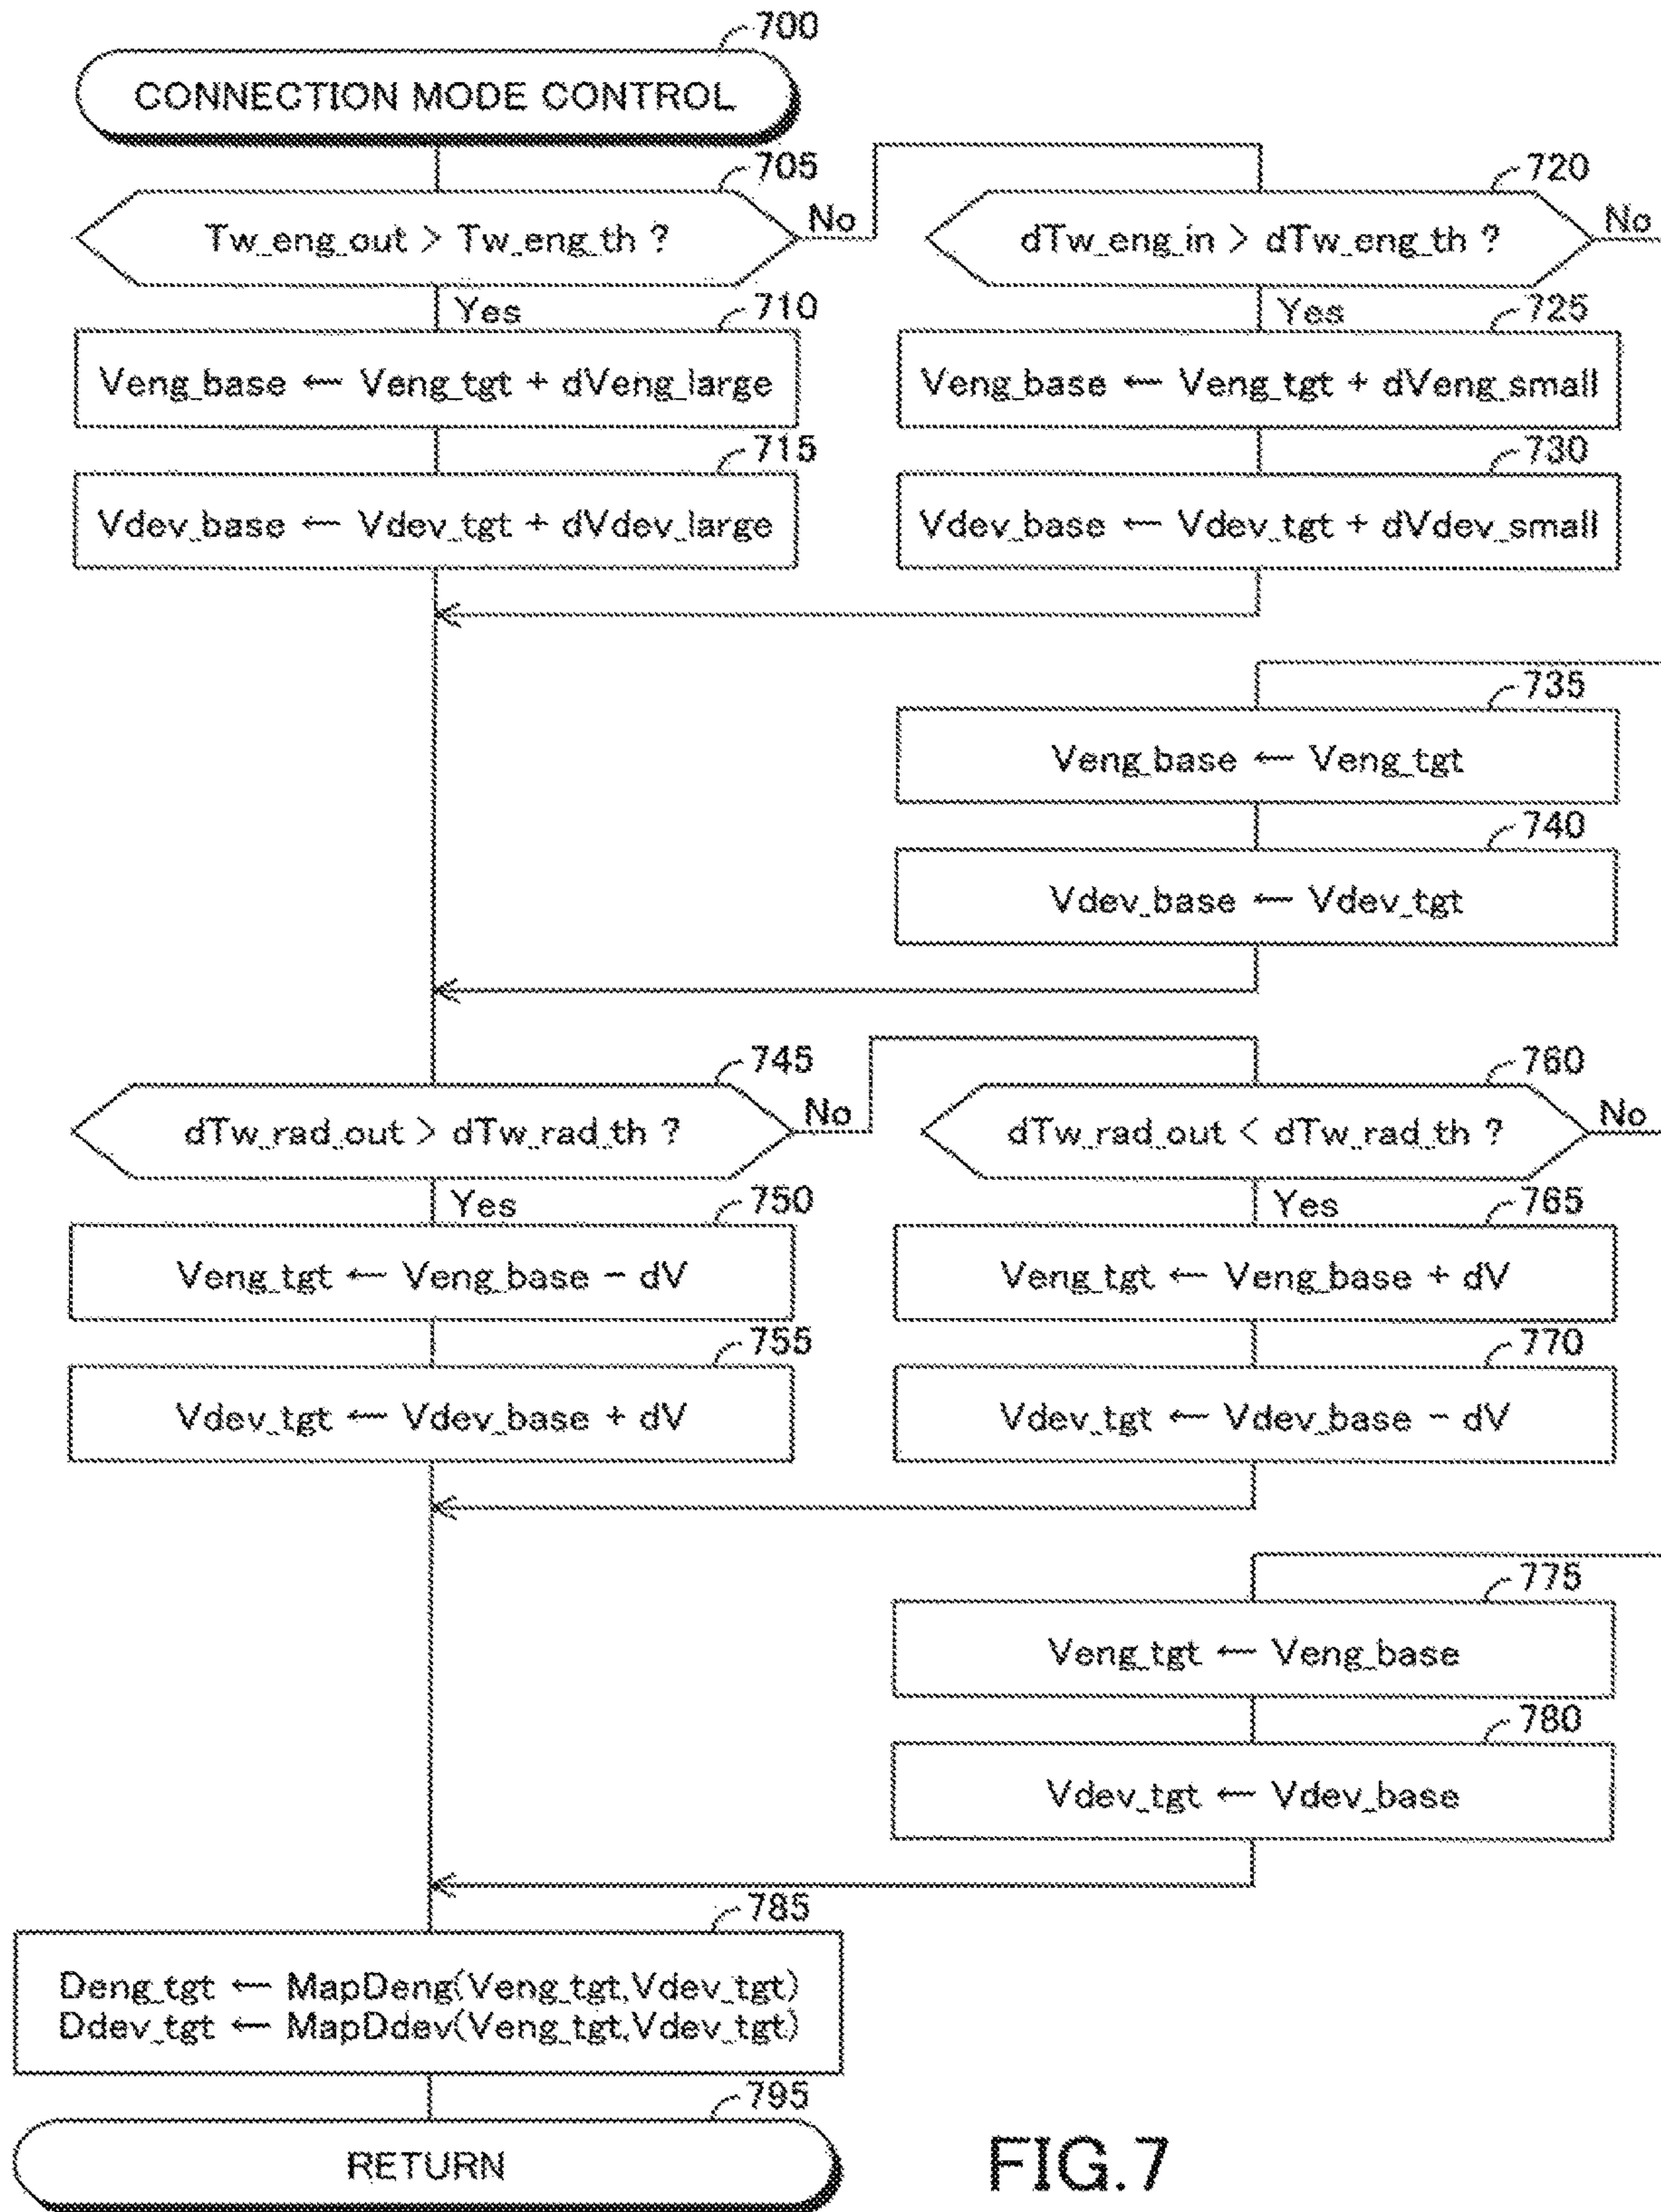 700
CONNECTION MODE CONTROL
705
Tw_eng_out > Tw_eng_th ?
No
Yes
720
dTw_eng_in > dTw_eng_th ?
No
Yes
710
Veng_base ← Veng_tgt + dVeng_large
715
Vdev_base ← Vdev_tgt + dVdev_large
725
Veng_base ← Veng_tgt + dVeng_small
730
Vdev_base ← Vdev_tgt + dVdev_small
735
Veng_base ← Veng_tgt
740
Vdev_base ← Vdev_tgt
745
dTw_rad_out > dTw_rad_th ?
No
Yes
760
dTw_rad_out < dTw_rad_th ?
No
Yes
750
Veng_tgt ← Veng_base - dV
755
Vdev_tgt ← Vdev_base + dV
765
Veng_tgt ← Veng_base + dV
770
Vdev_tgt ← Vdev_base - dV
775
Veng_tgt ← Veng_base
780
Vdev_tgt ← Vdev_base
785
Deng_tgt ← MapDeng(Veng_tgt,Vdev_tgt)
Ddev_tgt ← MapDdev(Veng_tgt,Vdev_tgt)
795
RETURN
FIG.7